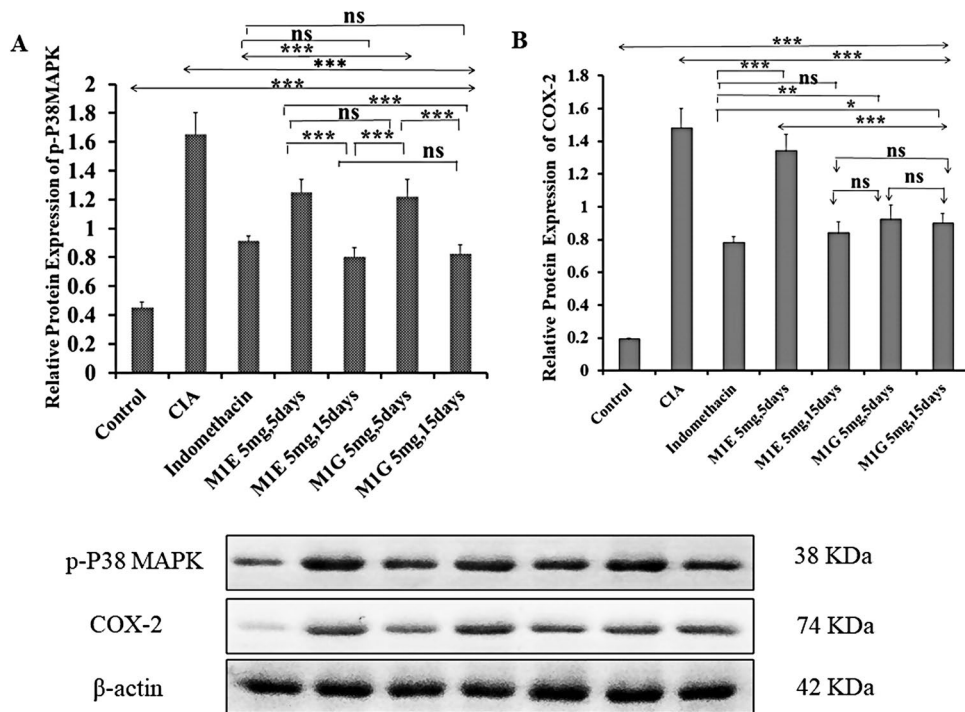 A
ns
ns
***
***
***
***
ns
***
***
***
ns
Relative Protein Expression of p-P38MAPK
2
1.8
1.6
1.4
1.2
1
0.8
0.6
0.4
0.2
0
Control
CIA
Indomethacin
M1E 5mg,5days
M1E 5mg,15days
M1G 5mg,5days
M1G 5mg,15days
B
***
***
***
ns
**
*
***
ns
ns
ns
Relative Protein Expression of COX-2
1.8
1.6
1.4
1.2
1
0.8
0.6
0.4
0.2
0
Control
CIA
Indomethacin
M1E 5mg,5days
M1E 5mg,15days
M1G 5mg,5days
M1G 5mg,15days
p-P38 MAPK 38 KDa
COX-2 74 KDa
β-actin 42 KDa